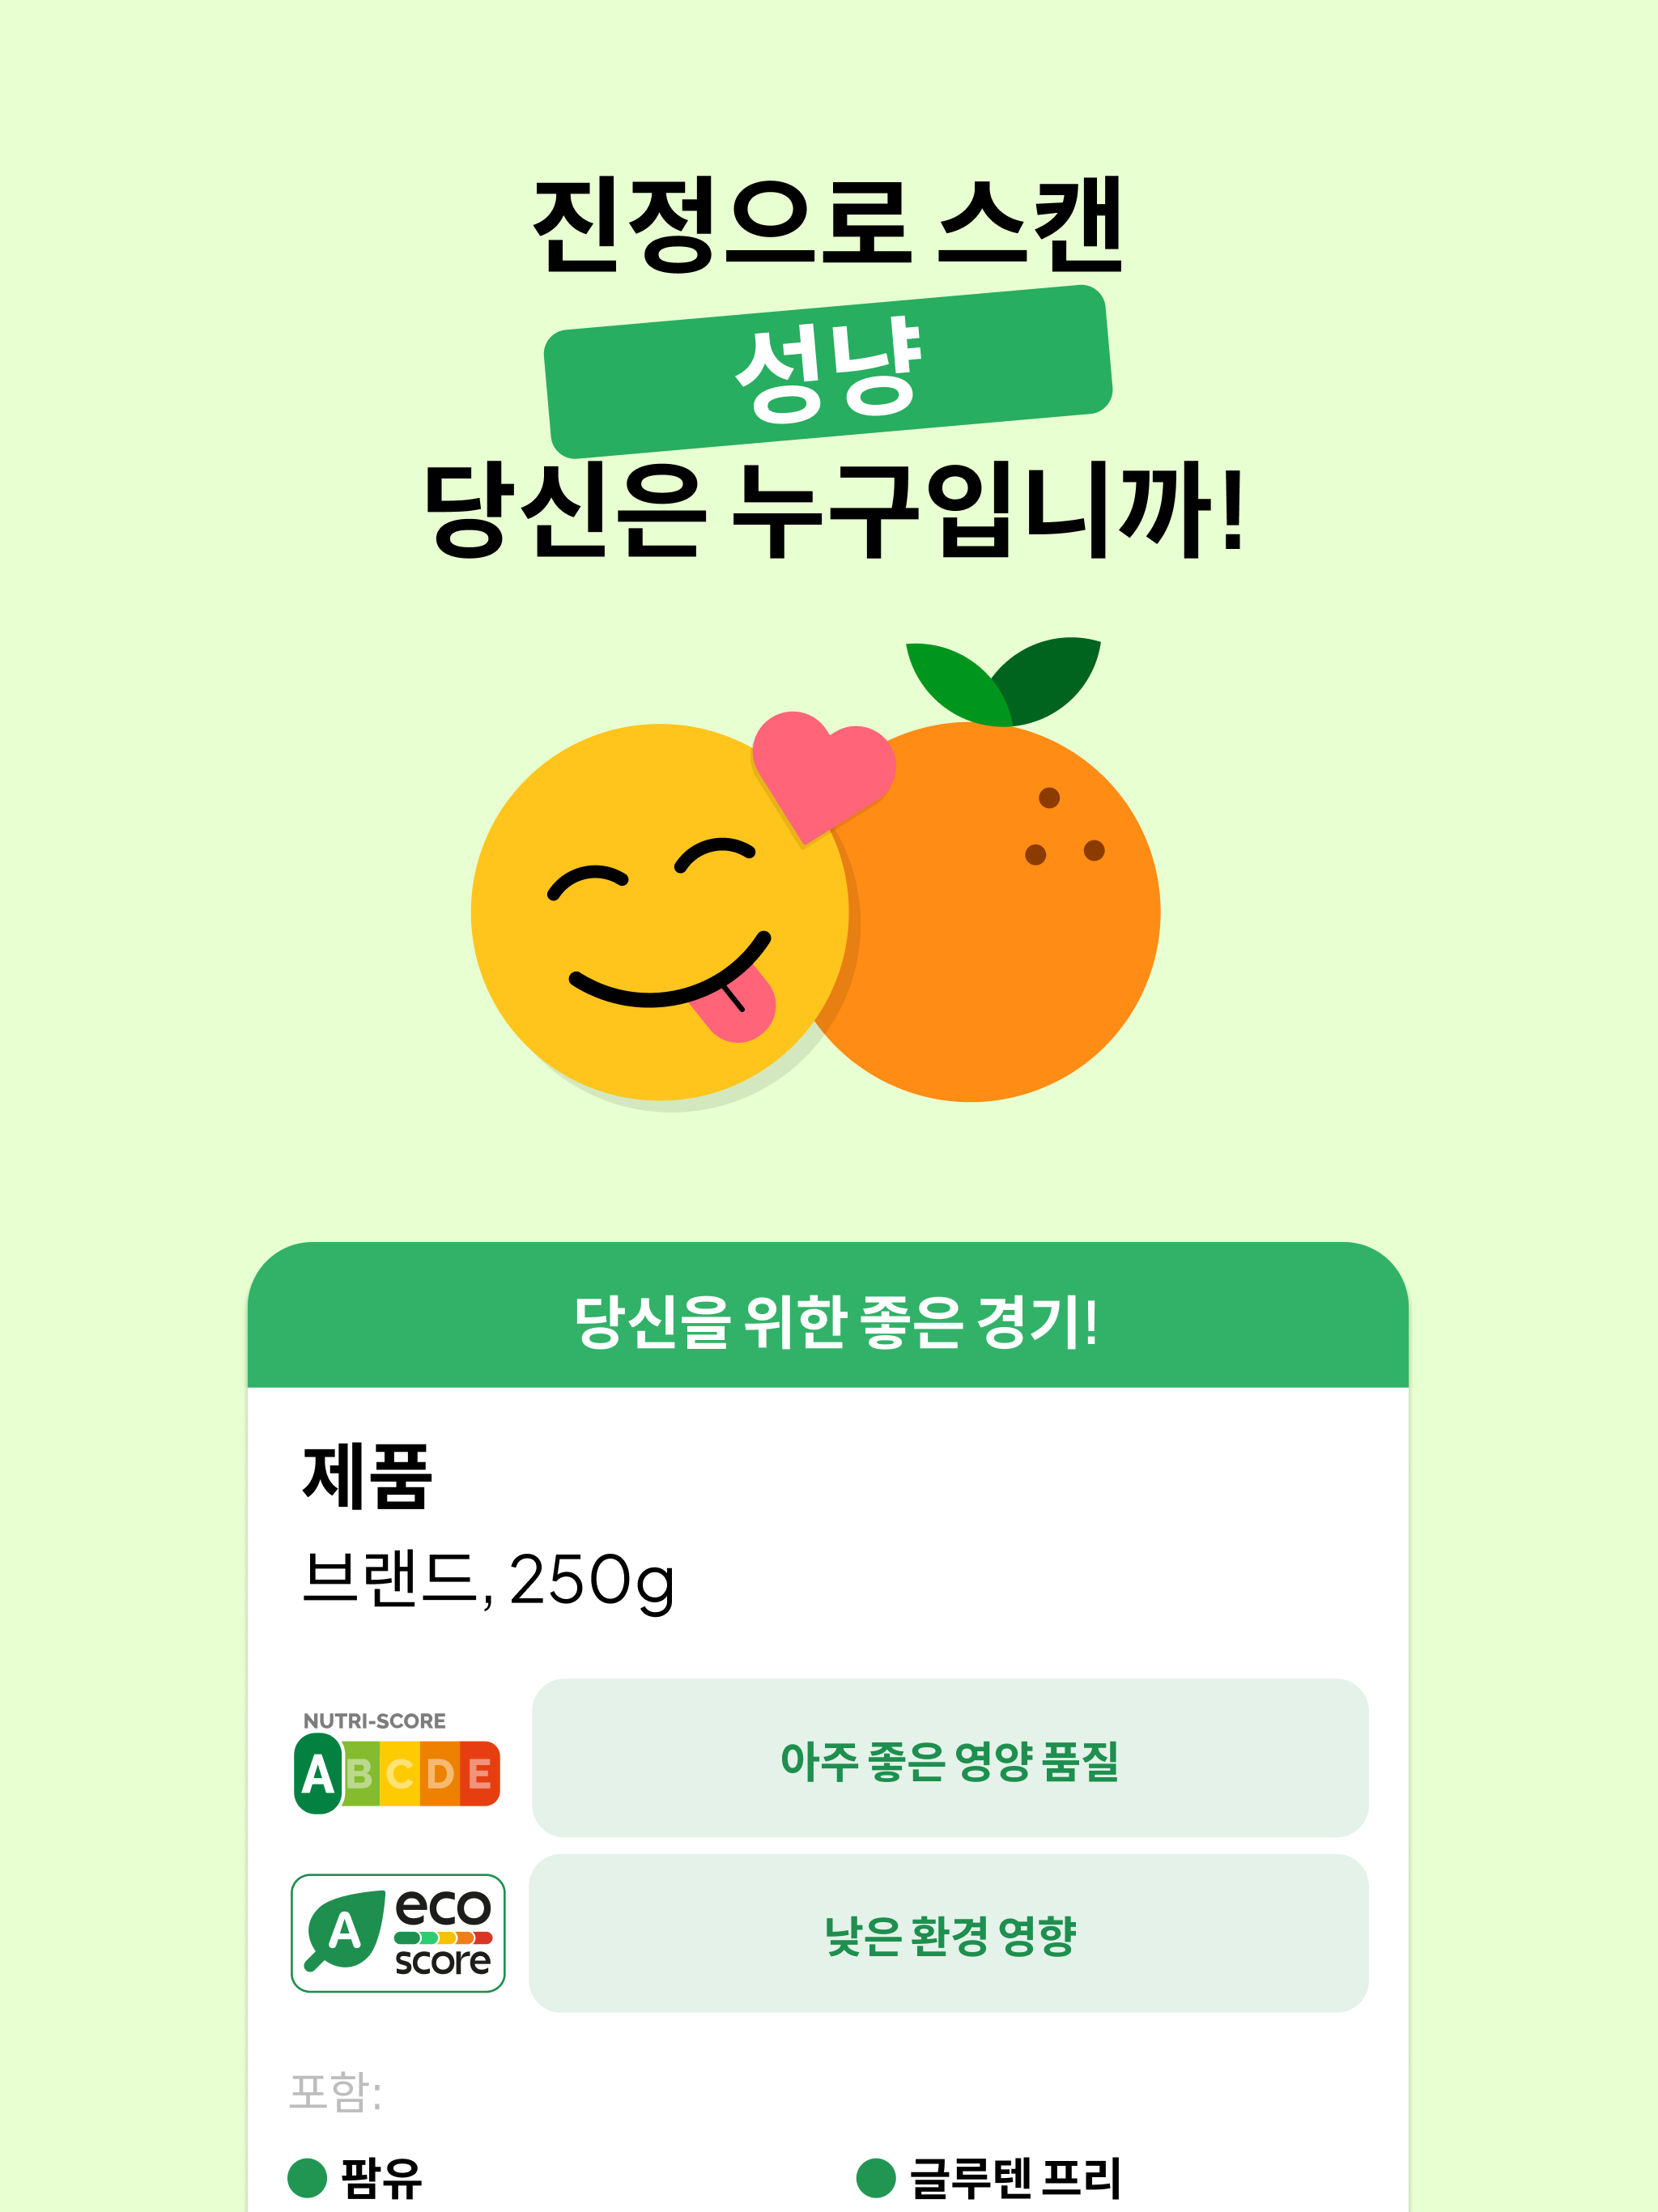 진정으로 스캔
성냥
당신은 누구입니까!
당신을 위한 좋은 경기!
제품
브랜드, 250g
NUTRI-SCORE
A B C D E
아주 좋은 영양 품질
A eco score
낮은 환경 영향
포함:
팜유
글루텐 프리